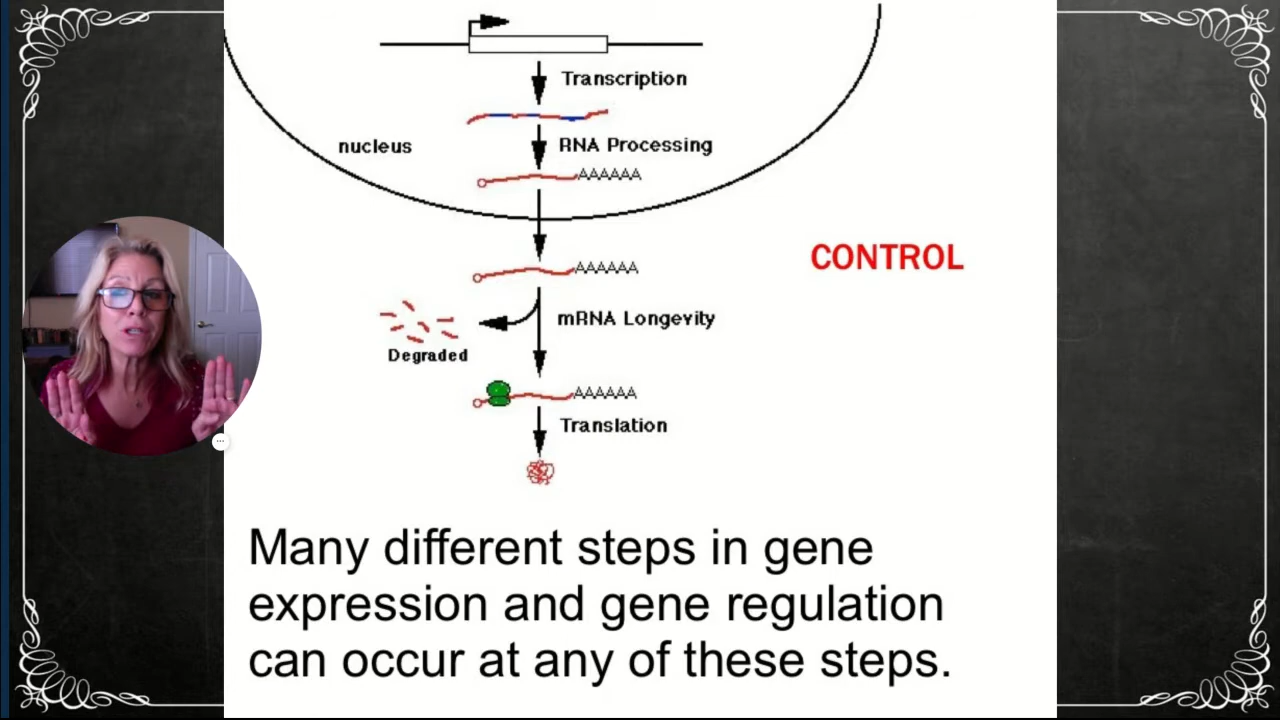 Transcription
nucleus
RNA Processing
AAAAAA
AAAAAA
CONTROL
mRNA Longevity
Degraded
AAAAAA
Translation
Many different steps in gene
expression and gene regulation
can occur at any of these steps.